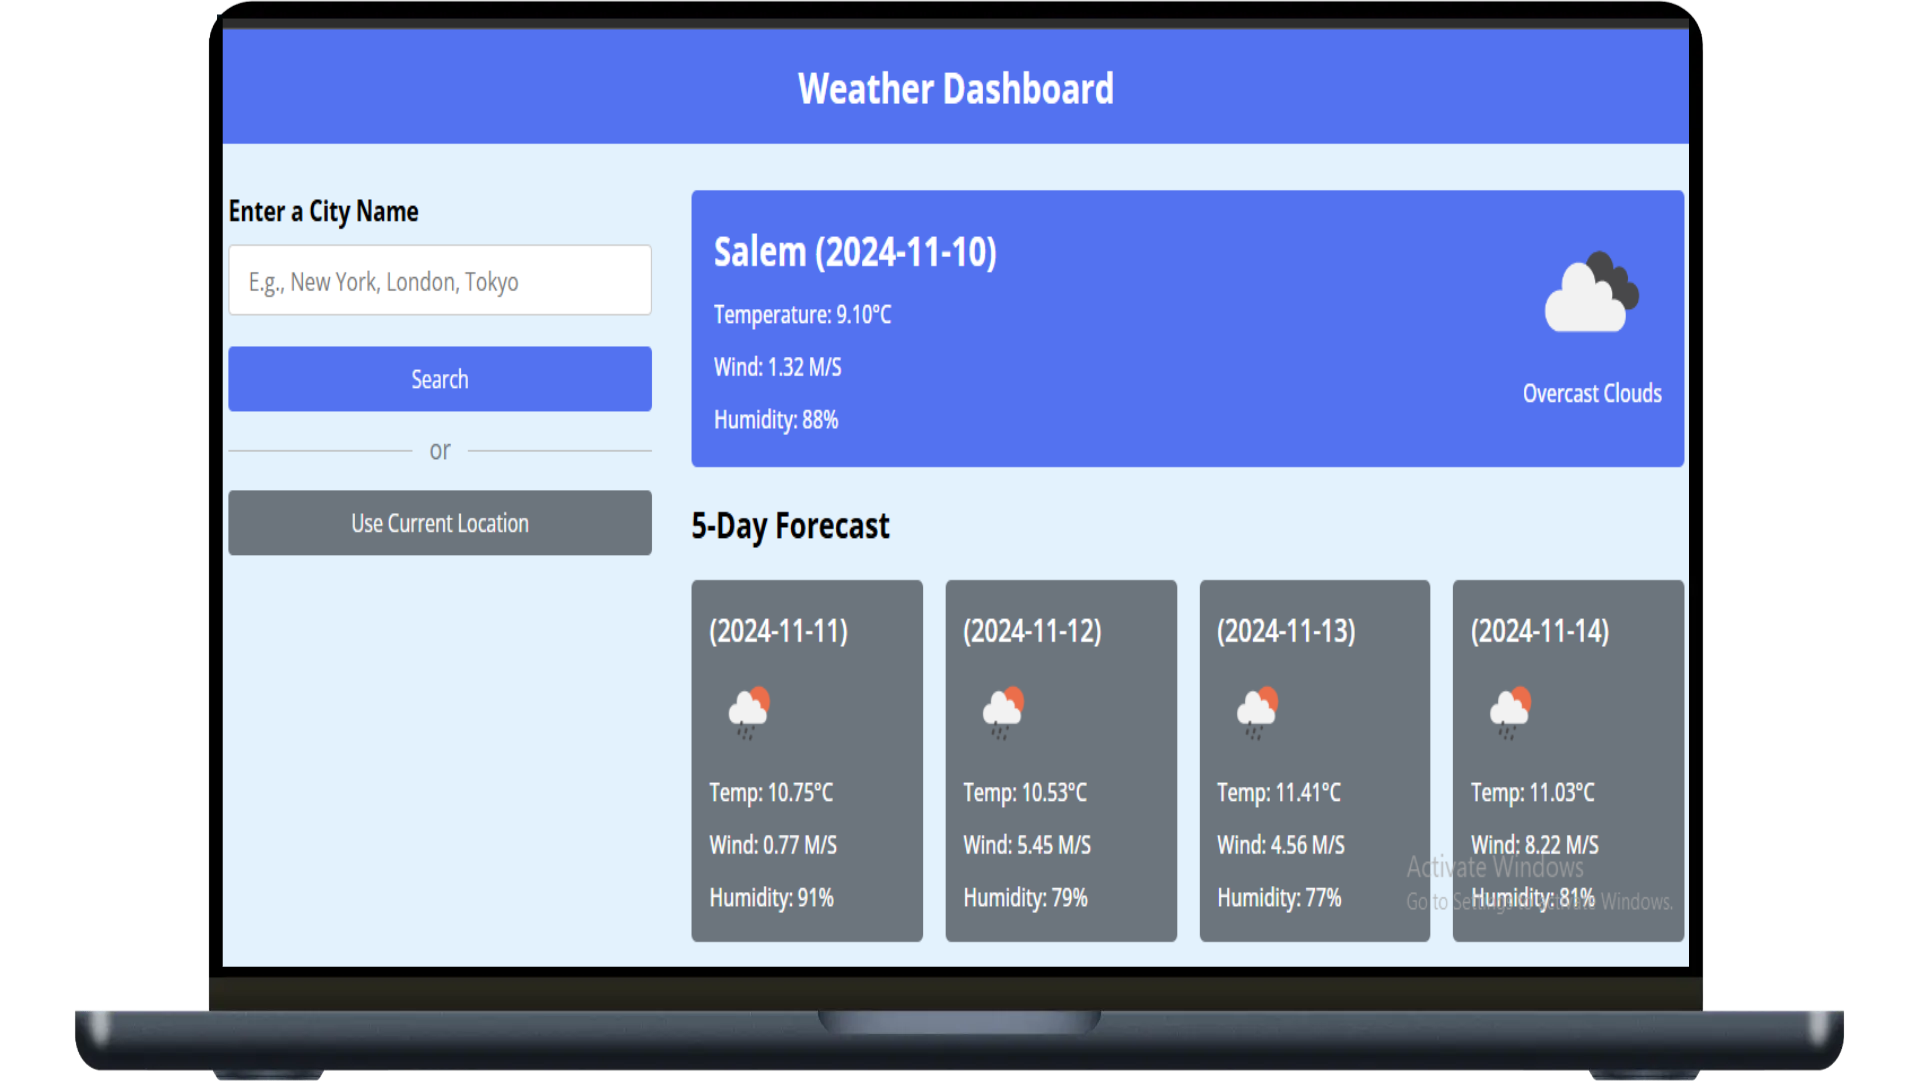 Weather Dashboard
Enter a City Name
E.g., New York, London, Tokyo
Search
or
Use Current Location
Salem (2024-11-10)
Temperature: 9.10°C
Wind: 1.32 M/S
Humidity: 88%
Overcast Clouds
5-Day Forecast
(2024-11-11)
Temp: 10.75°C
Wind: 0.77 M/S
Humidity: 91%
(2024-11-12)
Temp: 10.53°C
Wind: 5.45 M/S
Humidity: 79%
(2024-11-13)
Temp: 11.41°C
Wind: 4.56 M/S
Humidity: 77%
(2024-11-14)
Temp: 11.03°C
Wind: 8.22 M/S
Humidity: 81%
Activate Windows
Go to Settings to activate Windows.